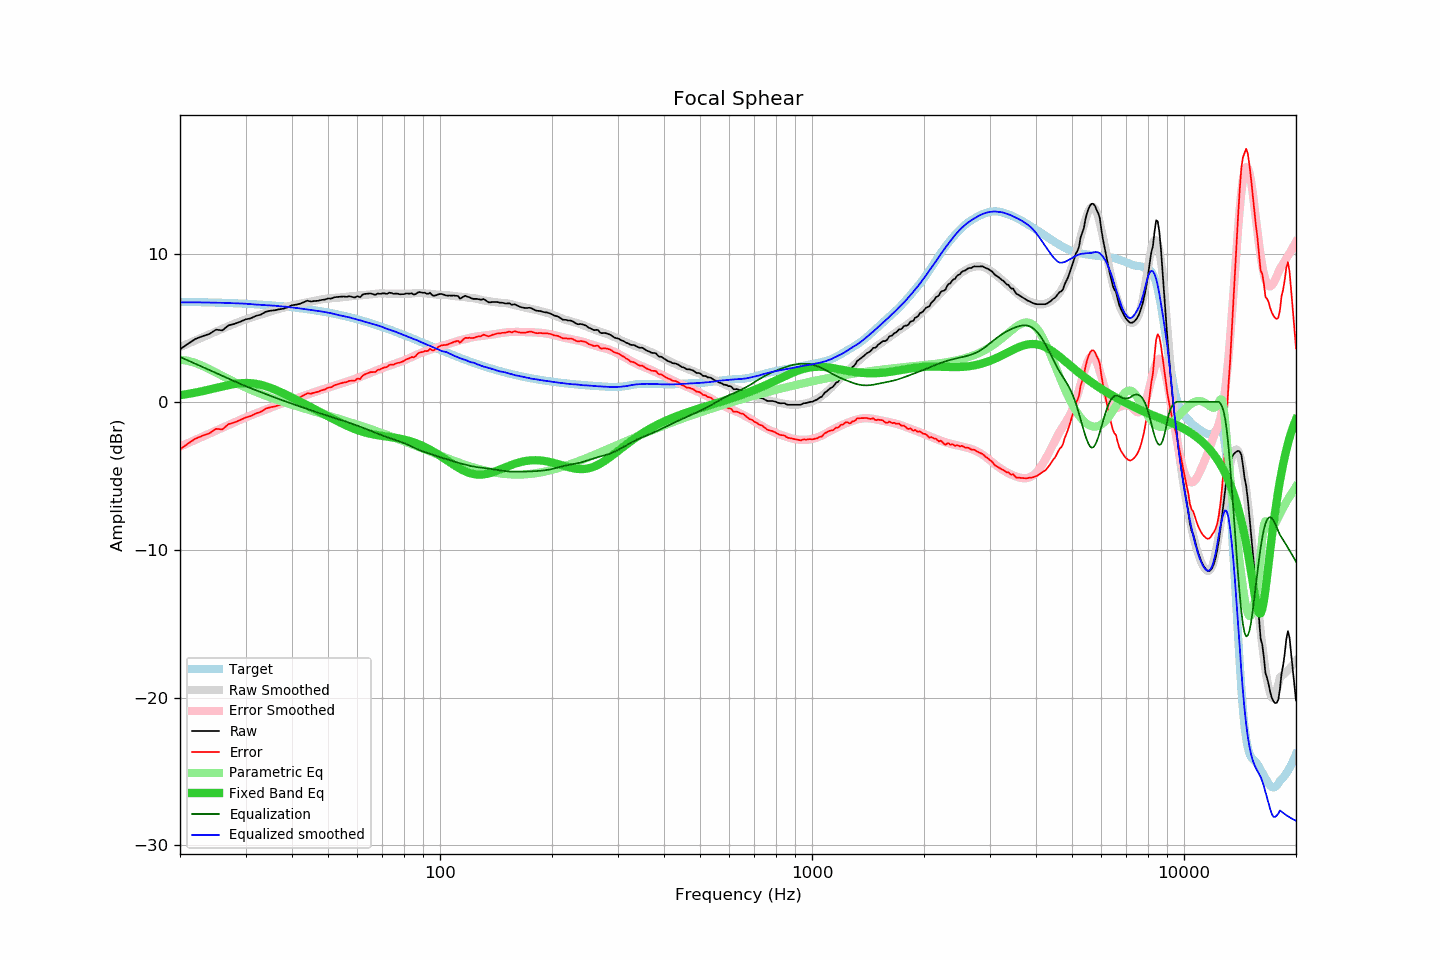 Focal Sphear
Amplitude (dBr)
10
0
−10
−20
−30
Target
Raw Smoothed
Error Smoothed
Raw
Error
Parametric Eq
Fixed Band Eq
Equalization
Equalized smoothed
100
1000
10000
Frequency (Hz)